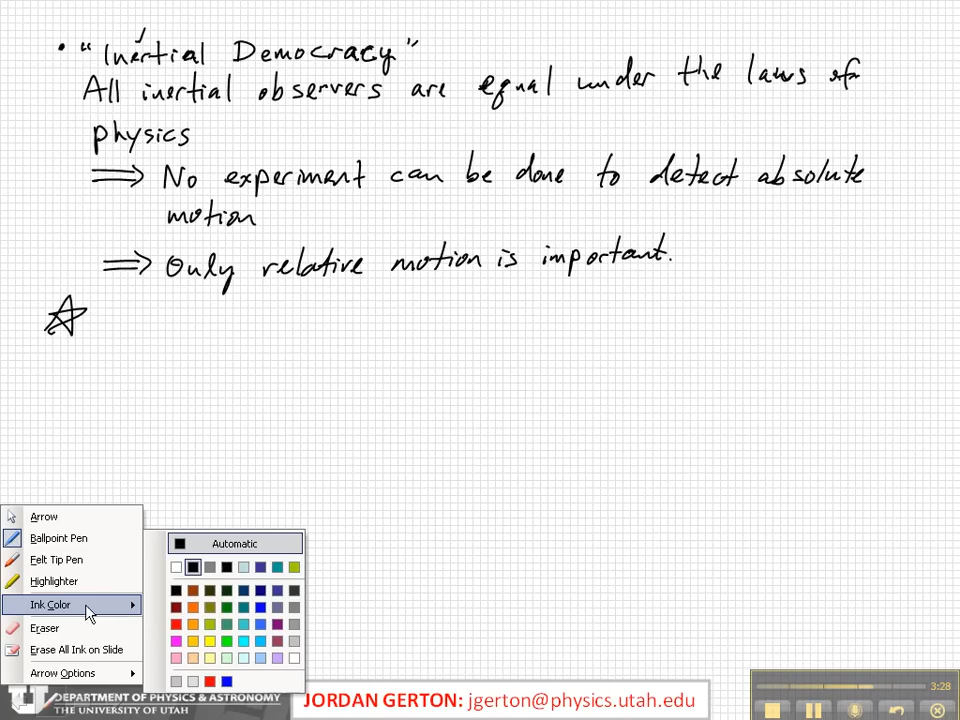 • "Inertial Democracy"
All inertial observers are equal under the laws of
physics
⟹ No experiment can be done to detect absolute
motion
⟹ Only relative motion is important.
Arrow
Ballpoint Pen
Felt Tip Pen
Highlighter
Ink Color
Eraser
Erase All Ink on Slide
Arrow Options
Automatic
DEPARTMENT OF PHYSICS & ASTRONOMY
THE UNIVERSITY OF UTAH
JORDAN GERTON: jgerton@physics.utah.edu
3:28